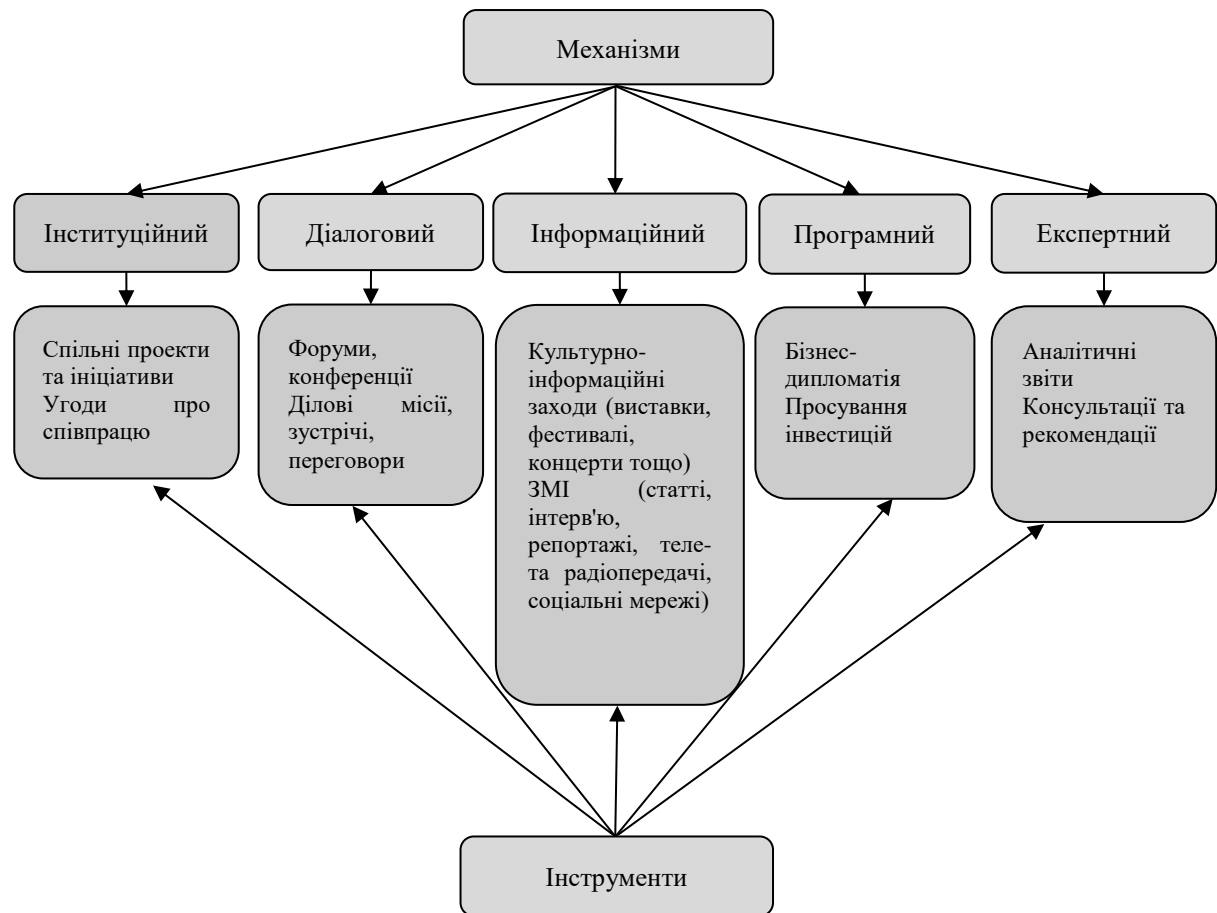 Механізми
Інституційний
Діалоговий
Інформаційний
Програмний
Експертний
Спільні проекти
та ініціативи
Угоди про
співпрацю
Форуми,
конференції
Ділові місії,
зустрічі,
переговори
Культурно-
інформаційні
заходи (виставки,
фестивалі,
концерти тощо)
ЗМІ (статті,
інтерв'ю,
репортажі, теле-
та радіопередачі,
соціальні мережі)
Бізнес-
дипломатія
Просування
інвестицій
Аналітичні
звіти
Консультації та
рекомендації
Інструменти